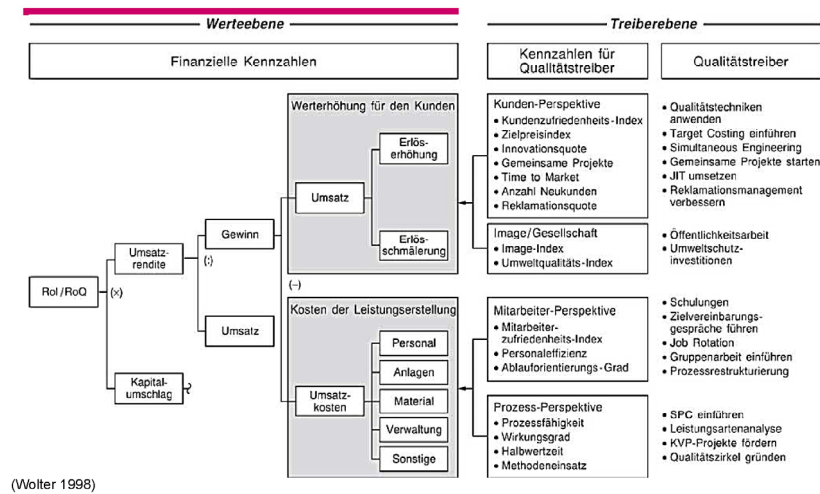 Werteebene
Treiberebene
Finanzielle Kennzahlen
Kennzahlen für
Qualitätstreiber
Qualitätstreiber
RoI/RoQ
(x)
Umsatz-
rendite
Kapital-
umschlag
(:)
Gewinn
Umsatz
(–)
Werterhöhung für den Kunden
Umsatz
Erlös-
erhöhung
Erlös-
schmälerung
Kosten der Leistungserstellung
Umsatz-
kosten
Personal
Anlagen
Material
Verwaltung
Sonstige
Kunden-Perspektive
• Kundenzufriedenheits-Index
• Zielpreisindex
• Innovationsquote
• Gemeinsame Projekte
• Time to Market
• Anzahl Neukunden
• Reklamationsquote
• Qualitätstechniken
anwenden
• Target Costing einführen
• Simultaneous Engineering
• Gemeinsame Projekte starten
• JIT umsetzen
• Reklamationsmanagement
verbessern
Image/Gesellschaft
• Image-Index
• Umweltqualitäts-Index
• Öffentlichkeitsarbeit
• Umweltschutz-
investitionen
Mitarbeiter-Perspektive
• Mitarbeiter-
zufriedenheits-Index
• Personaleffizienz
• Ablauforientierungs-Grad
• Schulungen
• Zielvereinbarungs-
gespräche führen
• Job Rotation
• Gruppenarbeit einführen
• Prozessrestrukturierung
Prozess-Perspektive
• Prozessfähigkeit
• Wirkungsgrad
• Halbwertzeit
• Methodeneinsatz
• SPC einführen
• Leistungsartenanalyse
• KVP-Projekte fördern
• Qualitätszirkel gründen
(Wolter 1998)